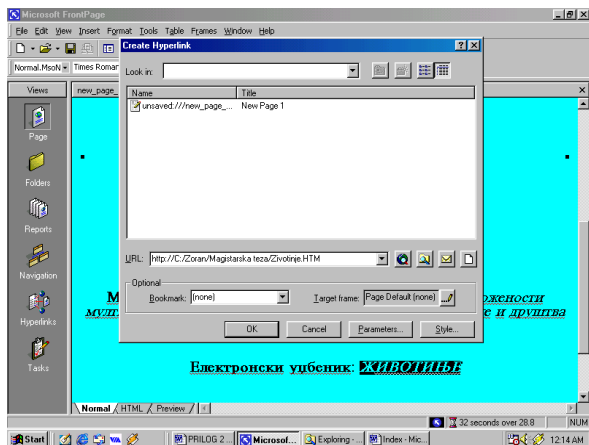 Microsoft FrontPage
File Edit View Insert Format Tools Table Frames Window Help
Normal.MsoN Times Roman
Create Hyperlink
Look in:
Views
new_page_
Name Title
unsaved:///new_page_... New Page 1
Page
Folders
Reports
Navigation
Hyperlinks
Tasks
URL: http://C:/Zoran/Magistarska teza/Zivotinje.HTM
Optional
Bookmark: (none) Target frame: Page Default (none)
OK Cancel Parameters... Style...
М
ожености
мулт
е и друштва
Електронски уџбеник: ЖИВОТИЊЕ
Normal HTML Preview
32 seconds over 28.8 NUM
Start PRILOG 2 ... Microsof... Exploring - ... Index - Mic... 12:14 AM